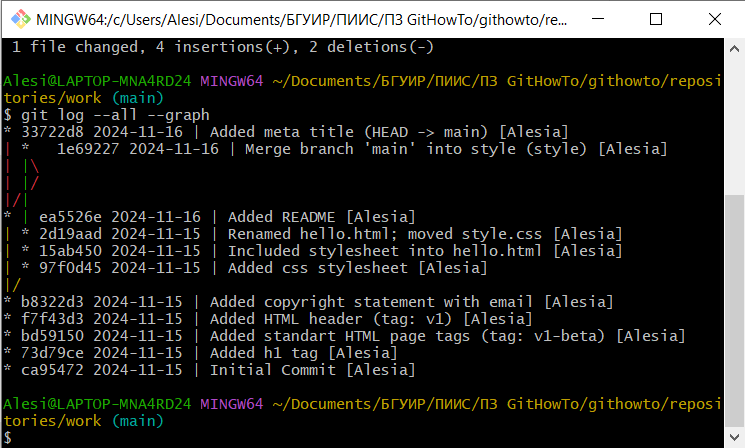 MINGW64:/c/Users/Alesi/Documents/БГУИР/ПИИС/ПЗ GitHowTo/githowto/re...
1 file changed, 4 insertions(+), 2 deletions(-)
Alesi@LAPTOP-MNA4RD24 MINGW64 ~/Documents/БГУИР/ПИИС/ПЗ GitHowTo/githowto/reposi
tories/work (main)
$ git log --all --graph
* 33722d8 2024-11-16 | Added meta title (HEAD -> main) [Alesia]
| *   1e69227 2024-11-16 | Merge branch 'main' into style (style) [Alesia]
| |\
| |/
|/|
* | ea5526e 2024-11-16 | Added README [Alesia]
| * 2d19aad 2024-11-15 | Renamed hello.html; moved style.css [Alesia]
| * 15ab450 2024-11-15 | Included stylesheet into hello.html [Alesia]
| * 97f0d45 2024-11-15 | Added css stylesheet [Alesia]
|/
* b8322d3 2024-11-15 | Added copyright statement with email [Alesia]
* f7f43d3 2024-11-15 | Added HTML header (tag: v1) [Alesia]
* bd59150 2024-11-15 | Added standart HTML page tags (tag: v1-beta) [Alesia]
* 73d79ce 2024-11-15 | Added h1 tag [Alesia]
* ca95472 2024-11-15 | Initial Commit [Alesia]
Alesi@LAPTOP-MNA4RD24 MINGW64 ~/Documents/БГУИР/ПИИС/ПЗ GitHowTo/githowto/reposi
tories/work (main)
$